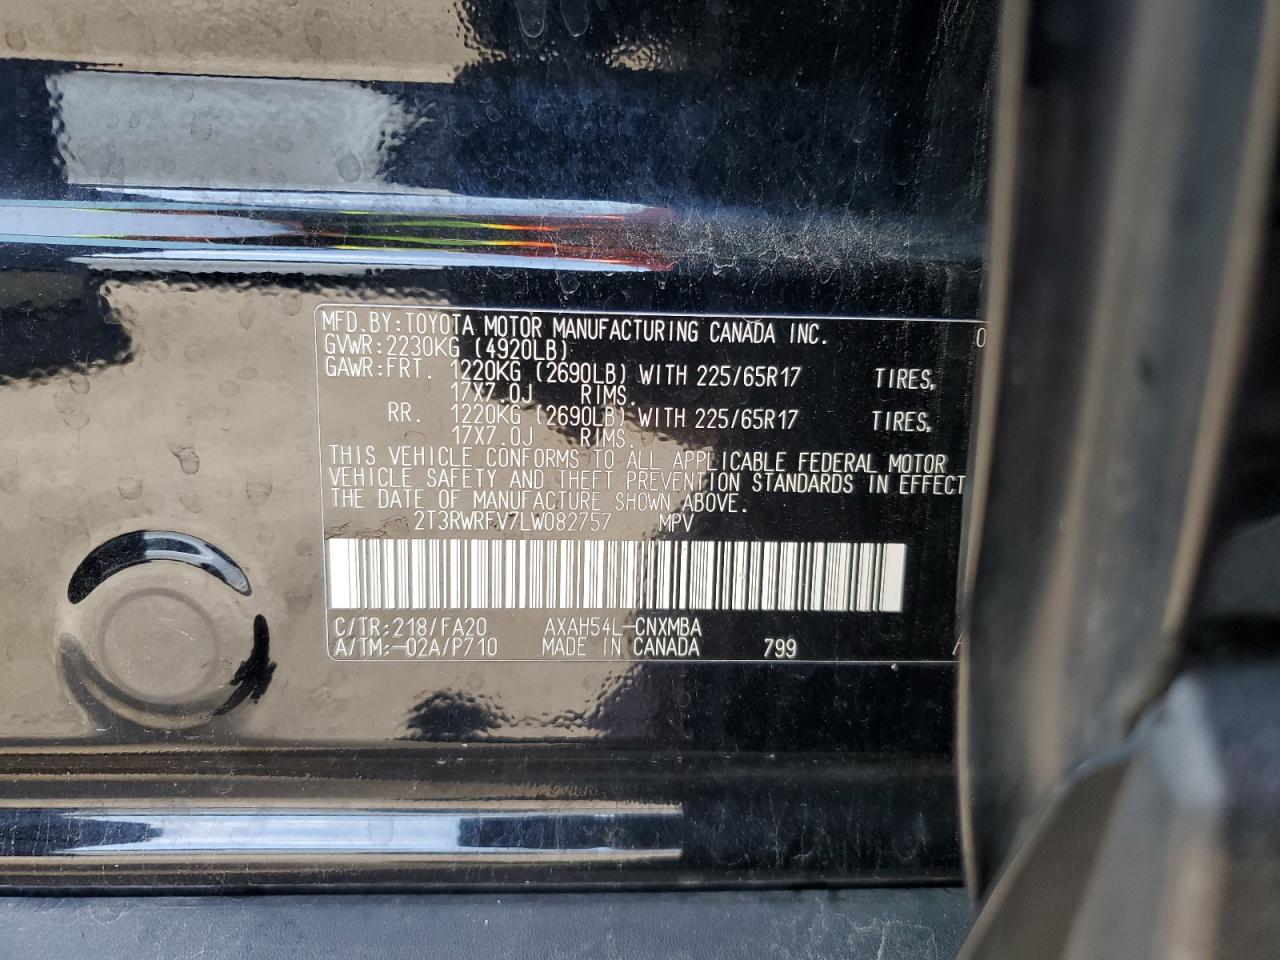 MFD.BY:TOYOTA MOTOR MANUFACTURING CANADA INC. 0
GVWR:2230KG (4920LB)
GAWR:FRT. 1220KG (2690LB) WITH 225/65R17 TIRES,
17X7.0J RIMS.
RR. 1220KG (2690LB) WITH 225/65R17 TIRES,
17X7.0J RIMS.
THIS VEHICLE CONFORMS TO ALL APPLICABLE FEDERAL MOTOR
VEHICLE SAFETY AND THEFT PREVENTION STANDARDS IN EFFECT
THE DATE OF MANUFACTURE SHOWN ABOVE.
2T3RWRFV7LW082757 MPV
C/TR:218/FA20 AXAH54L-CNXMBA
A/TM:-02A/P710 MADE IN CANADA 799